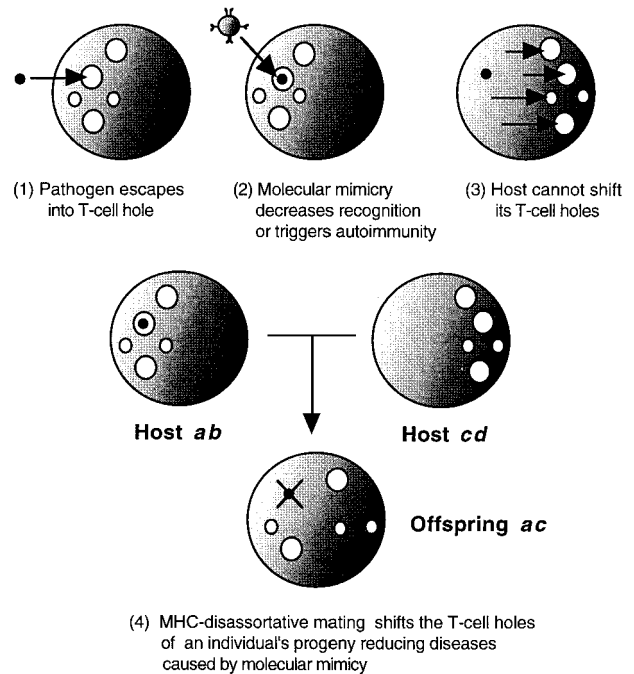 (1) Pathogen escapes
into T-cell hole
(2) Molecular mimicry
decreases recognition
or triggers autoimmunity
(3) Host cannot shift
its T-cell holes
Host ab
Host cd
Offspring ac
(4) MHC-disassortative mating shifts the T-cell holes
of an individual's progeny reducing diseases
caused by molecular mimicy